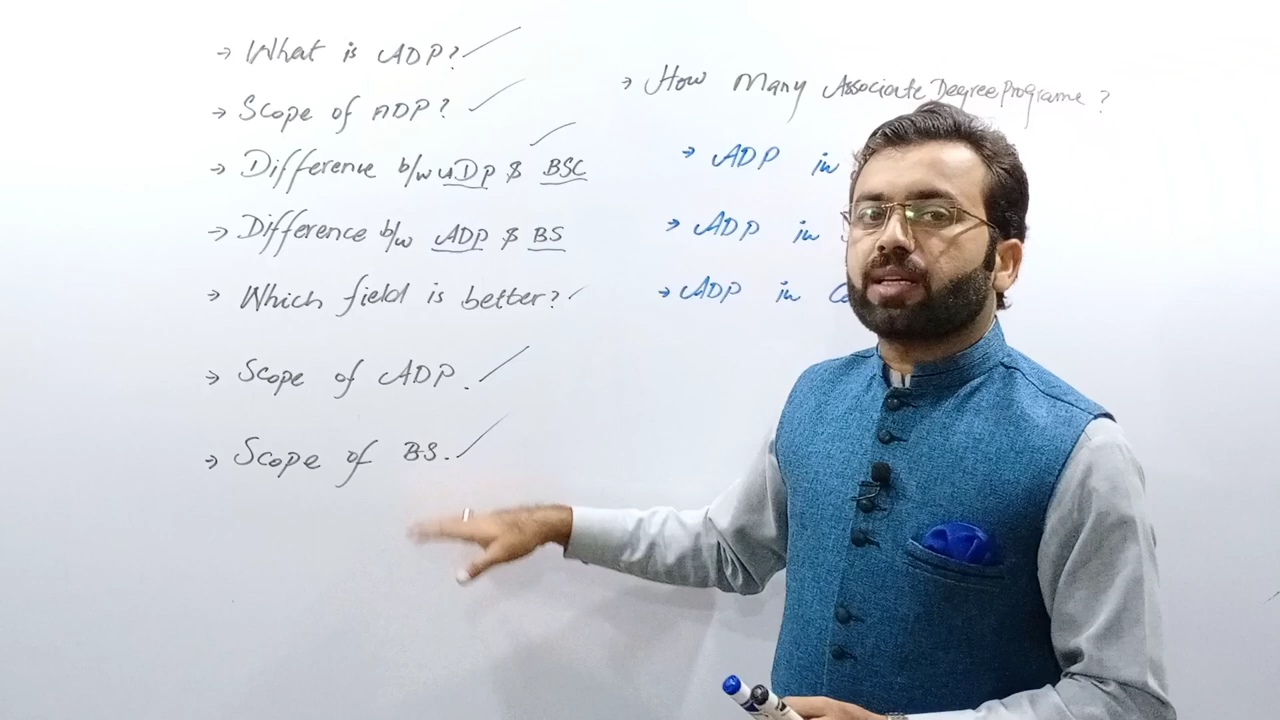 → What is ADP?
→ Scope of ADP?
→ Difference b/w ADP & BSC
→ Difference b/w ADP & BS
→ Which field is better?
→ Scope of ADP.
→ Scope of BS.
→ How Many Associate Degree Programe ?
→ ADP in
→ ADP in
→ ADP in